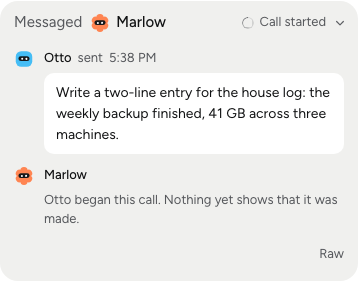 Messaged Marlow Call started
Otto sent 5:38 PM
Write a two-line entry for the house log: the
weekly backup finished, 41 GB across three
machines.
Marlow
Otto began this call. Nothing yet shows that it was
made.
Raw